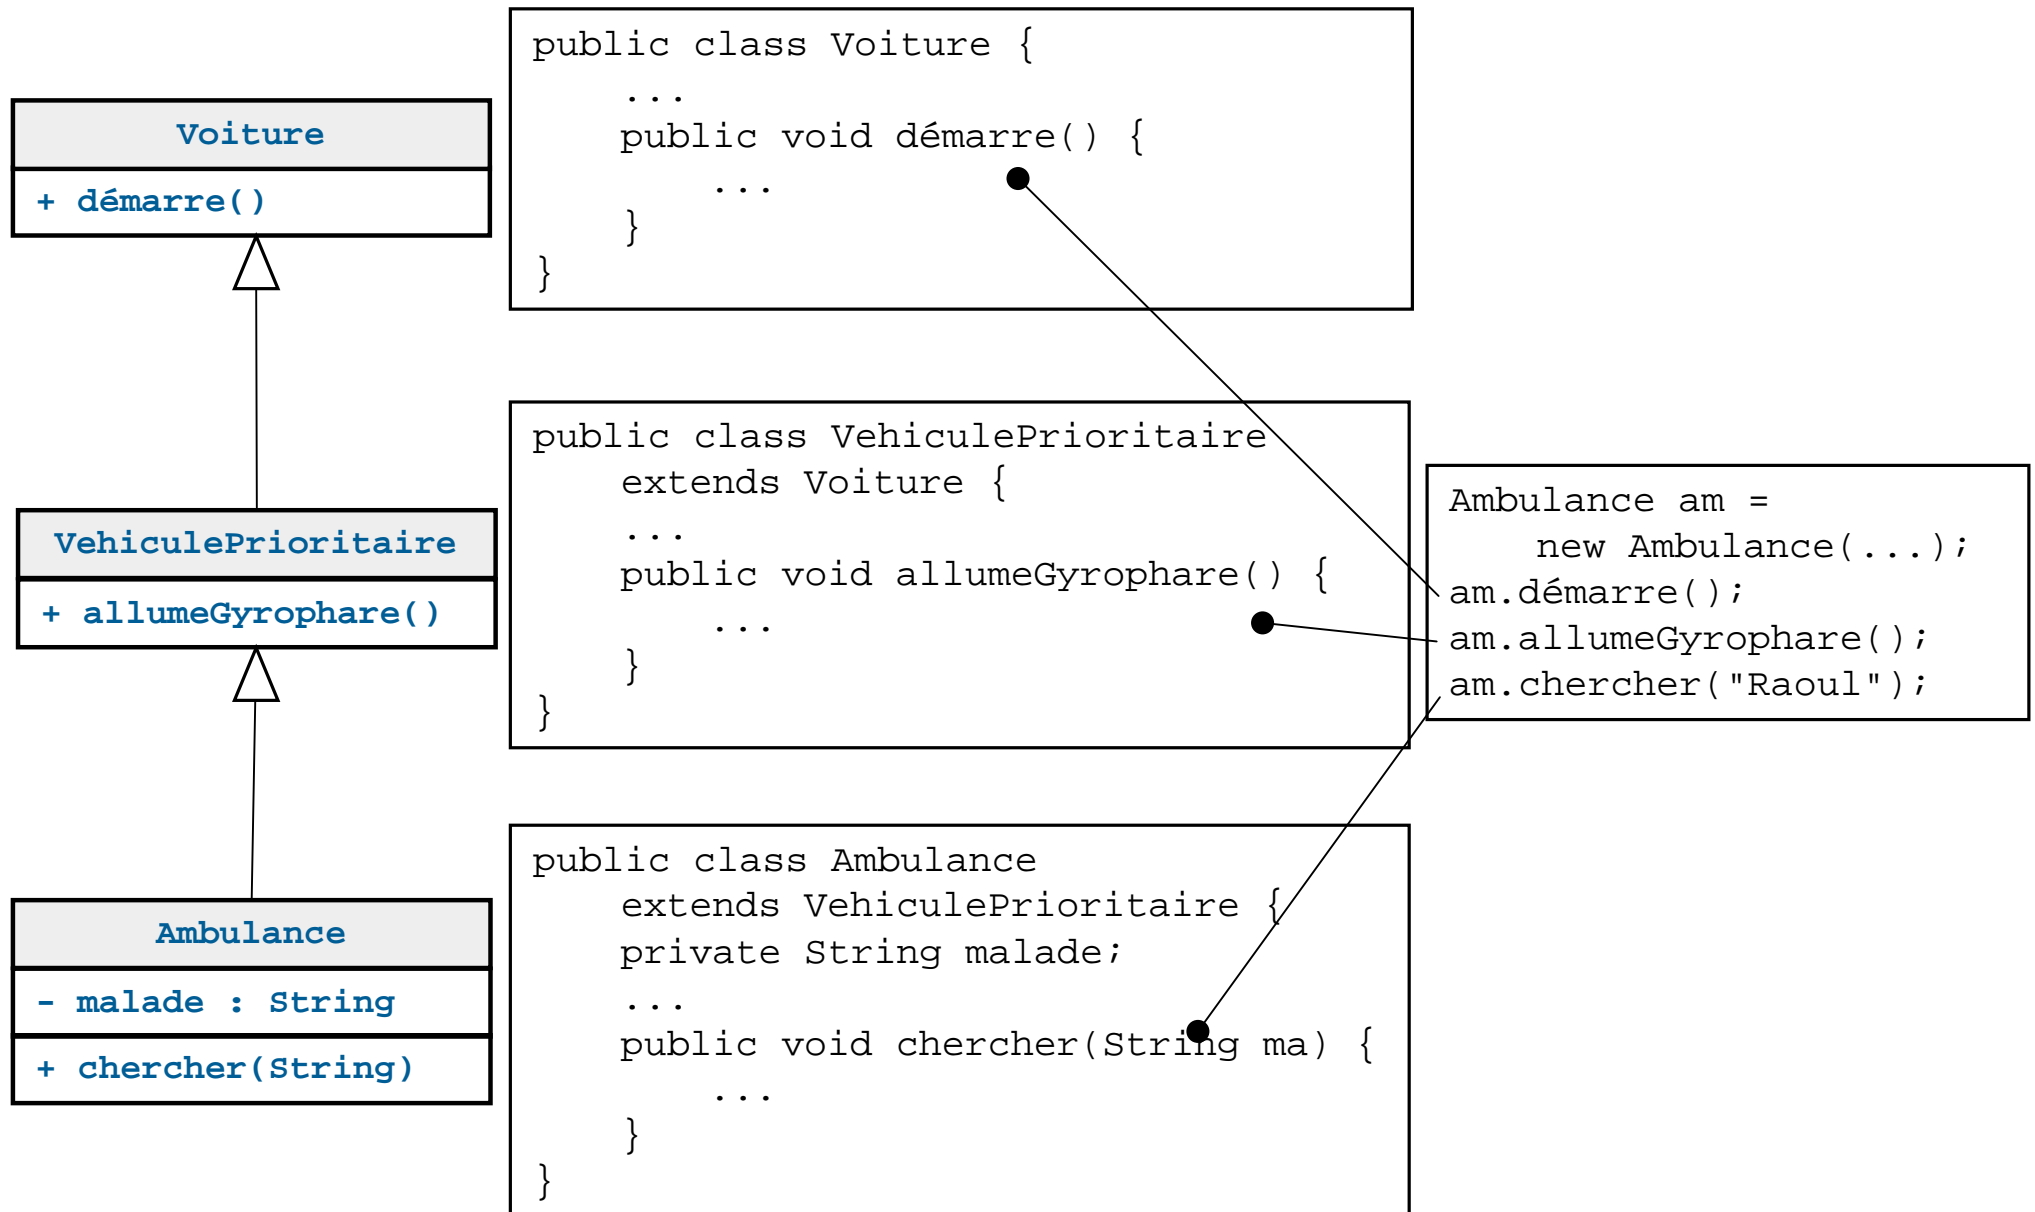 Voiture
+ démarre()
VehiculePrioritaire
+ allumeGyrophare()
Ambulance
- malade : String
+ chercher(String)
public class Voiture {
...
public void démarre() {
...
}
}
public class VehiculePrioritaire
extends Voiture {
...
public void allumeGyrophare() {
...
}
}
public class Ambulance
extends VehiculePrioritaire {
private String malade;
...
public void chercher(String ma) {
...
}
}
Ambulance am =
new Ambulance(...);
am.démarre();
am.allumeGyrophare();
am.chercher("Raoul");